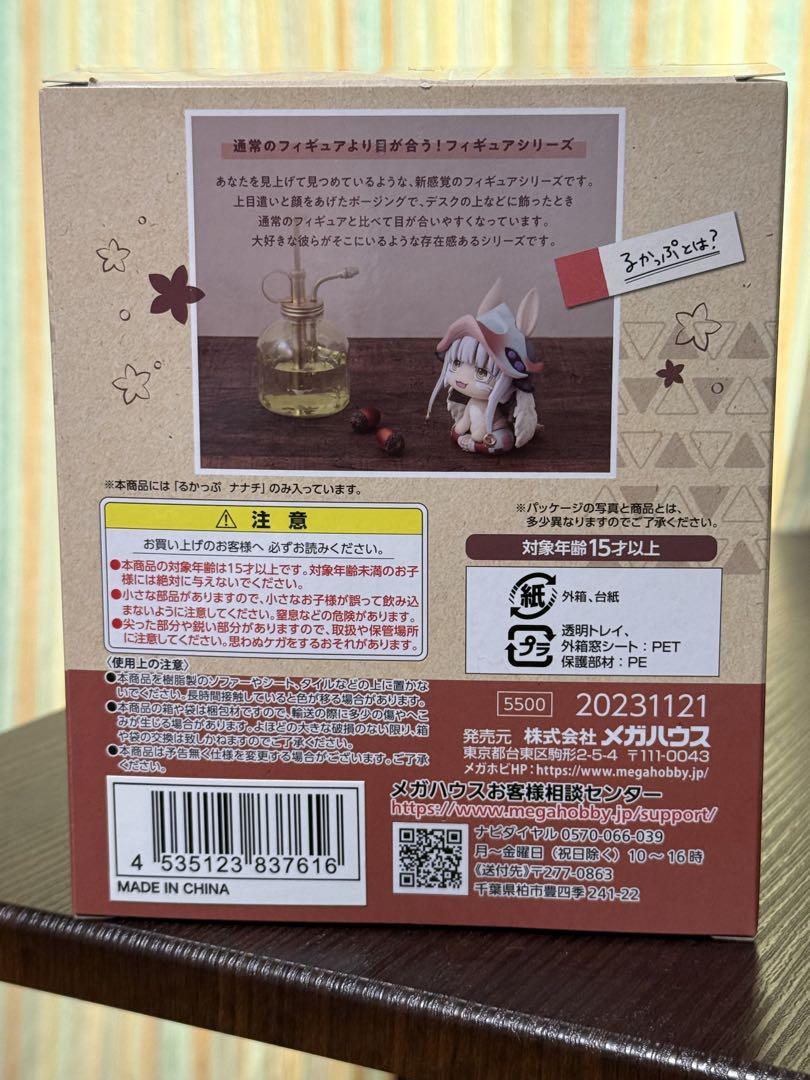 通常のフィギュアより目が合う!フィギュアシリーズ
あなたを見上げて見つめているような、新感覚のフィギュアシリーズです。
上目遣いと顔をあげたポージングで、デスクの上などに飾ったとき
通常のフィギュアと比べて目が合いやすくなっています。
大好きな彼らがそこにいるような存在感あるシリーズです。
るかっぷとは?
※本商品には「るかっぷ ナナチ」のみ入っています。
※パッケージの写真と商品とは、
多少異なりますのでご了承ください。
⚠ 注意
お買い上げのお客様へ 必ずお読みください。
●本商品の対象年齢は15才以上です。対象年齢未満のお子
様には絶対に与えないでください。
●小さな部品がありますので、小さなお子様が誤って飲み込
まないように注意してください。窒息などの危険があります。
●尖った部分や鋭い部分がありますので、取扱や保管場所
に注意してください。思わぬケガをするおそれがあります。
対象年齢15才以上
紙 外箱、台紙
プラ 透明トレイ、
外箱窓シート:PET
保護部材:PE
〈使用上の注意〉
●本商品を樹脂製のソファーやシート、タイルなどの上に置かな
いでください。長時間接触していると色が移る場合があります。
●本商品の箱や袋は梱包材ですので、輸送の際に多少の傷やへこ
みが生じる場合があります。よほどの大きな破損のない限り、箱
や袋の交換は致しかねますのでご了承ください。
●本商品は予告無く仕様を変更する場合がございます。ご了承
ください。
5500 20231121
発売元 株式会社 メガハウス
東京都台東区駒形2-5-4 〒111-0043
メガホビHP:https://www.megahobby.jp/
メガハウスお客様相談センター
https://www.megahobby.jp/support/
ナビダイヤル 0570-066-039
月～金曜日(祝日除く)10～16時
〈送付先〉〒277-0863
千葉県柏市豊四季241-22
4 535123 837616
MADE IN CHINA